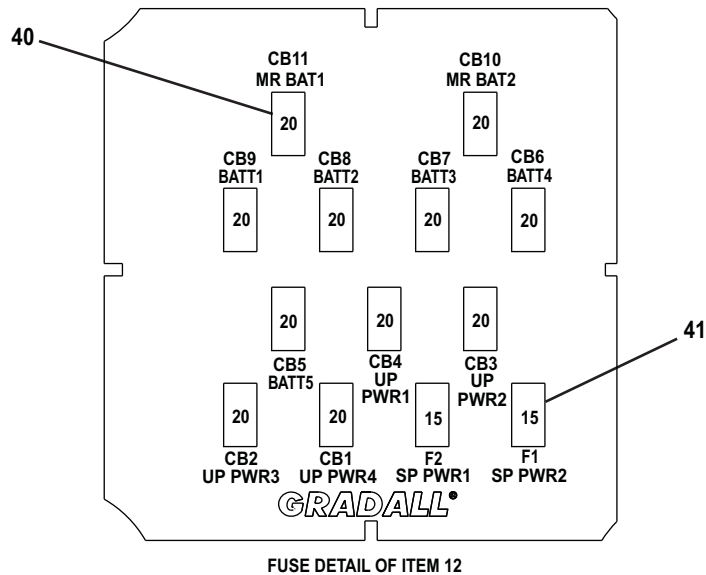 40
CB11
MR BAT1
CB10
MR BAT2
20
20
CB9
BATT1
CB8
BATT2
CB7
BATT3
CB6
BATT4
20
20
20
20
41
20
20
20
CB5
BATT5
CB4
UP
PWR1
CB3
UP
PWR2
20
20
15
15
CB2
UP PWR3
CB1
UP PWR4
F2
SP PWR1
F1
SP PWR2
GRADALL®
FUSE DETAIL OF ITEM 12